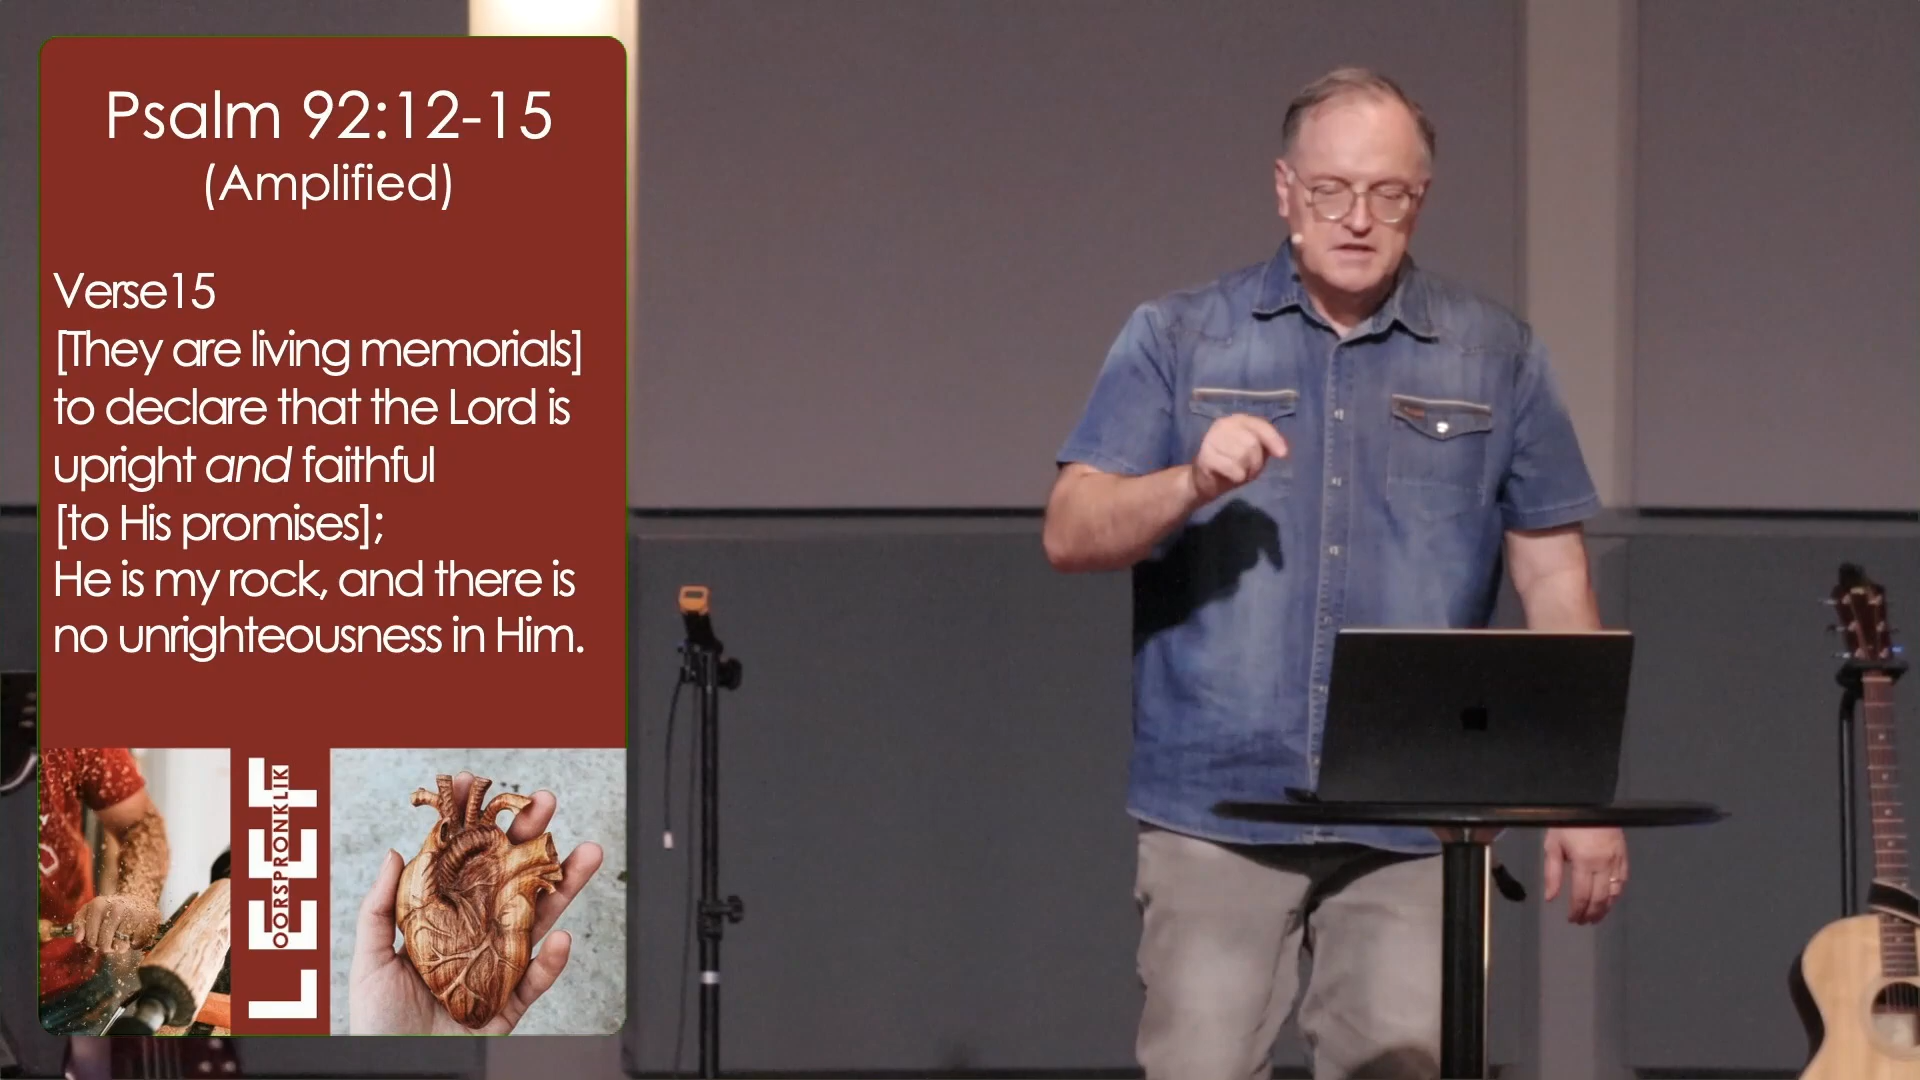 Psalm 92:12-15
(Amplified)
Verse15
[They are living memorials]
to declare that the Lord is
upright and faithful
[to His promises];
He is my rock, and there is
no unrighteousness in Him.
LEEF
OORSPRONKLIK